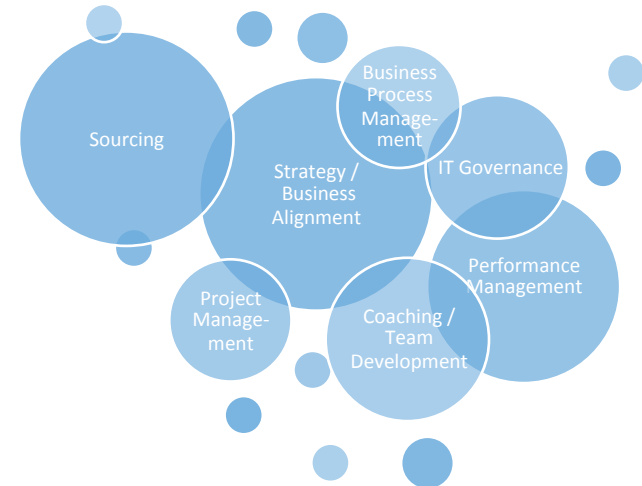 Sourcing
Strategy /
Business
Alignment
Business
Process
Manage-
ment
IT Governance
Performance
Management
Project
Manage-
ment
Coaching /
Team
Development